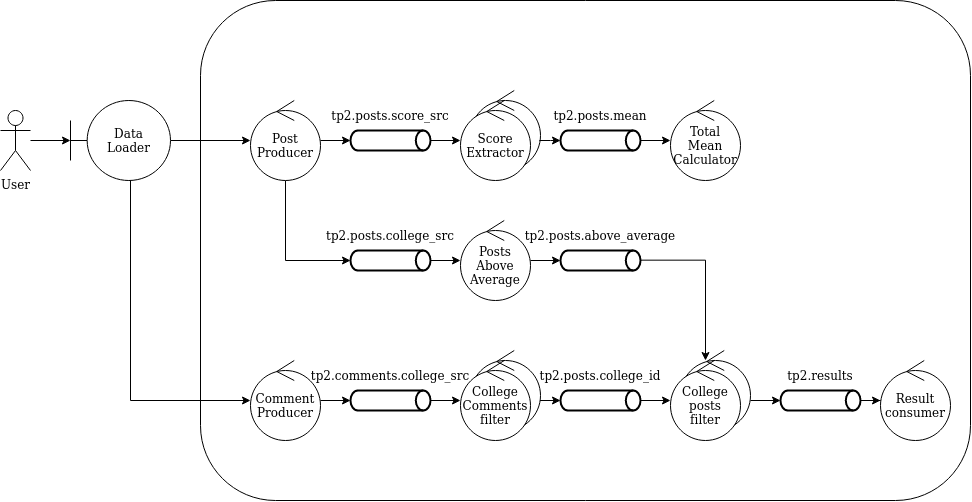 tp2.posts.score_src
tp2.posts.mean
User
Data
Loader
Post
Producer
Score
Extractor
Total
Mean
Calculator
tp2.posts.college_src
tp2.posts.above_average
Posts
Above
Average
tp2.comments.college_src
tp2.posts.college_id
tp2.results
Comment
Producer
College
Comments
filter
College
posts
filter
Result
consumer